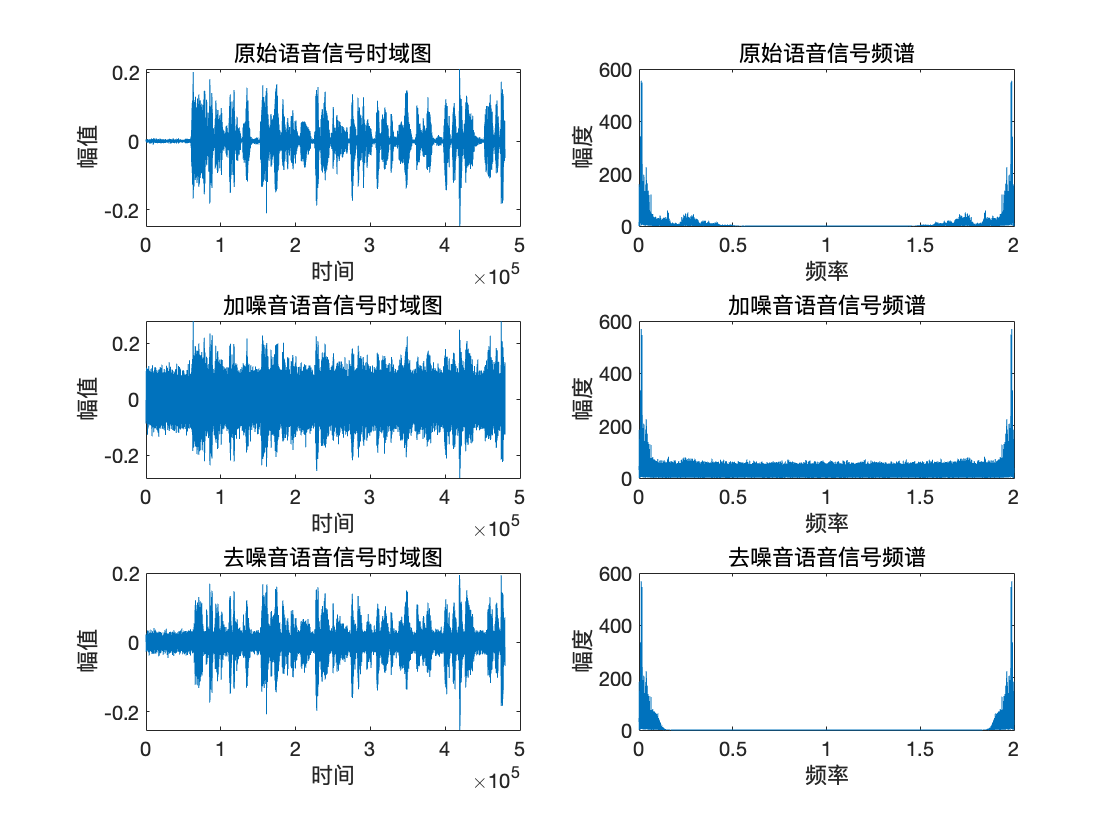 原始语音信号时域图
原始语音信号频谱
0.2
0
-0.2
幅值
0 1 2 3 4 5
时间
×10^5
600
400
200
0
幅度
0 0.5 1 1.5 2
频率
加噪音语音信号时域图
加噪音语音信号频谱
0.2
0
-0.2
幅值
0 1 2 3 4 5
时间
×10^5
600
400
200
0
幅度
0 0.5 1 1.5 2
频率
去噪音语音信号时域图
去噪音语音信号频谱
0.2
0
-0.2
幅值
0 1 2 3 4 5
时间
×10^5
600
400
200
0
幅度
0 0.5 1 1.5 2
频率